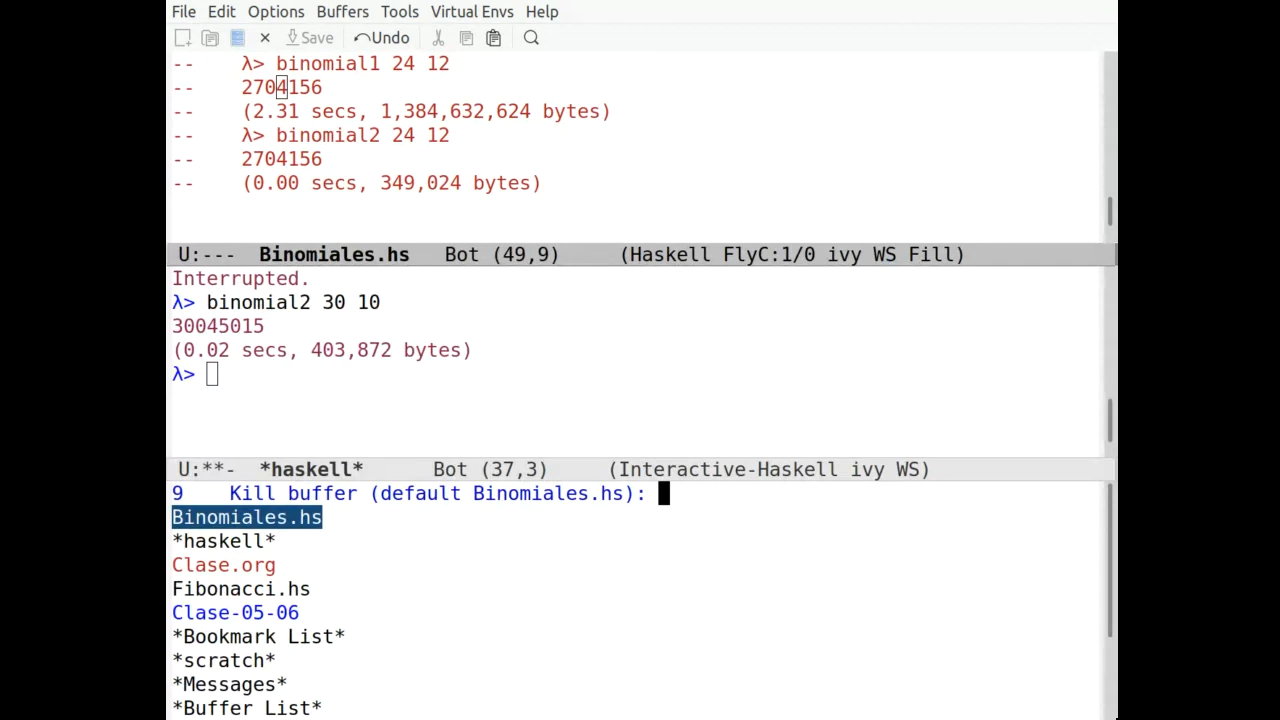 File Edit Options Buffers Tools Virtual Envs Help
Save Undo
-- λ> binomial1 24 12
-- 2704156
-- (2.31 secs, 1,384,632,624 bytes)
-- λ> binomial2 24 12
-- 2704156
-- (0.00 secs, 349,024 bytes)
U:--- Binomiales.hs Bot (49,9) (Haskell FlyC:1/0 ivy WS Fill)
Interrupted.
λ> binomial2 30 10
30045015
(0.02 secs, 403,872 bytes)
λ>
U:**- *haskell* Bot (37,3) (Interactive-Haskell ivy WS)
9 Kill buffer (default Binomiales.hs):
Binomiales.hs
*haskell*
Clase.org
Fibonacci.hs
Clase-05-06
*Bookmark List*
*scratch*
*Messages*
*Buffer List*